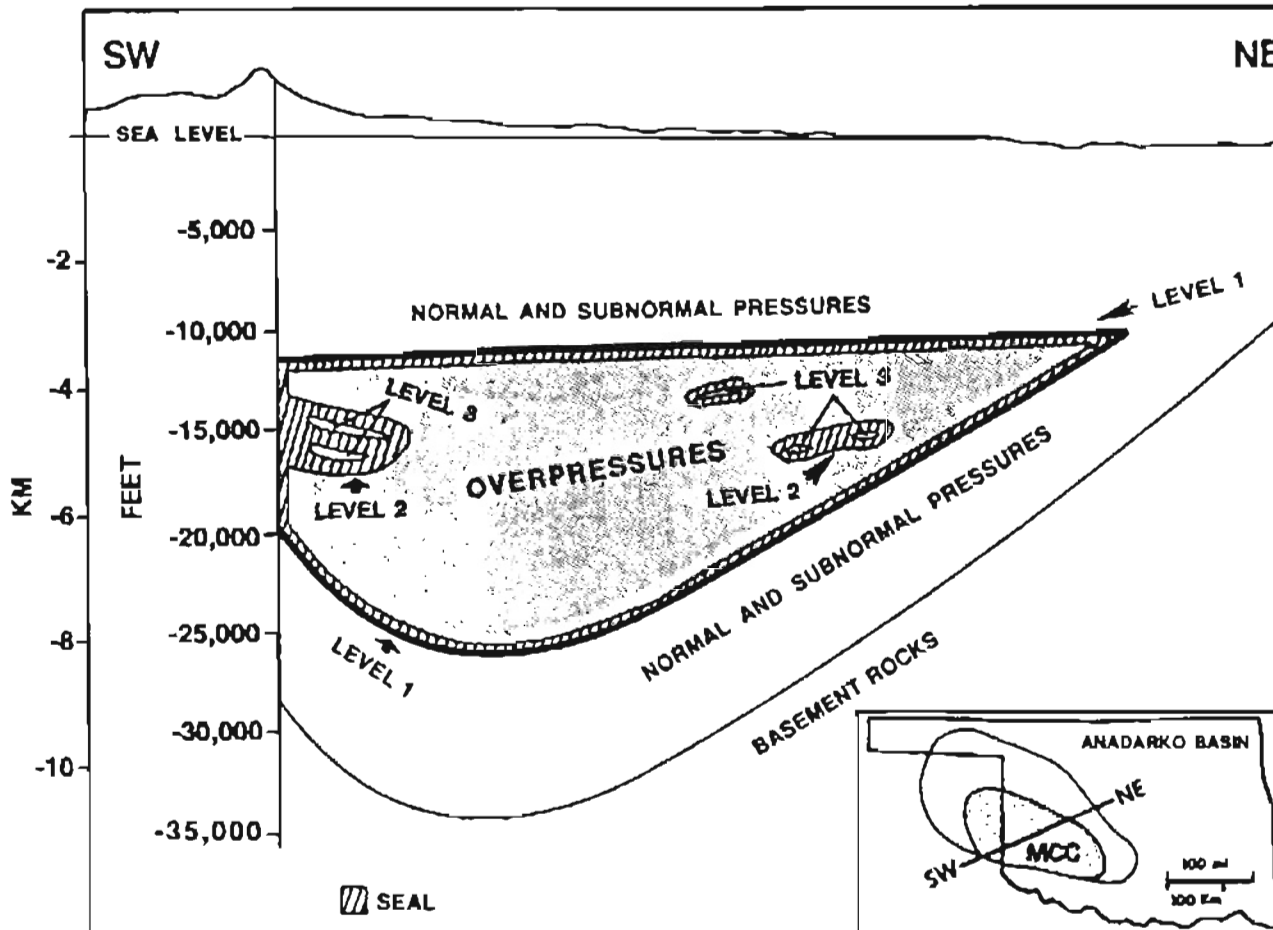 SW
NE
SEA LEVEL
-5,000
-2
NORMAL AND SUBNORMAL PRESSURES
LEVEL 1
-10,000
-4
LEVEL 3
LEVEL 3
-15,000
OVERPRESSURES
KM
FEET
LEVEL 2
LEVEL 2
-6
-20,000
NORMAL AND SUBNORMAL PRESSURES
-25,000
-8
LEVEL 1
BASEMENT ROCKS
-30,000
-10
-35,000
SEAL
ANADARKO BASIN
NE
SW
MCC
100 mi
100 Km